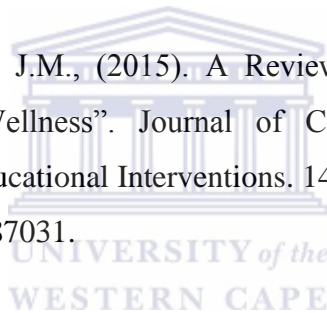 J.M., (2015). A Review
Wellness”. Journal of C
ucational Interventions. 14
37031.
UNIVERSITY of the
WESTERN CAPE